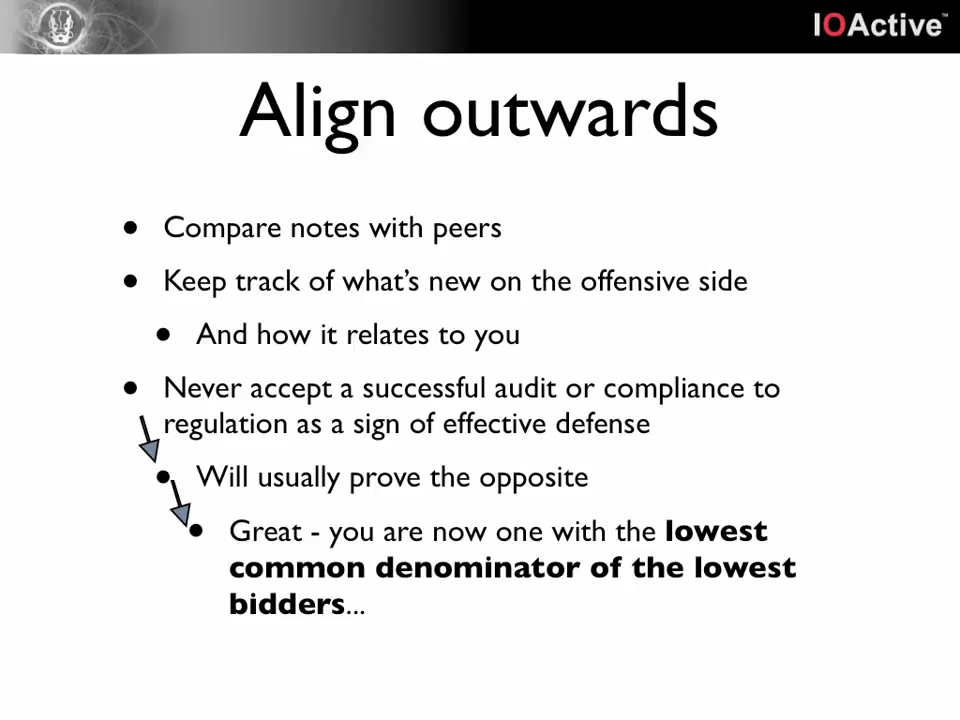 IOActive™
Align outwards
• Compare notes with peers
• Keep track of what's new on the offensive side
• And how it relates to you
• Never accept a successful audit or compliance to
regulation as a sign of effective defense
• Will usually prove the opposite
• Great - you are now one with the lowest
common denominator of the lowest
bidders...